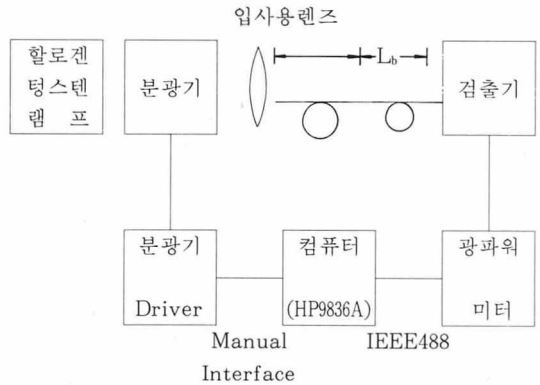 입사용렌즈
할로겐
텅스텐
램 프
분광기
L_b
검출기
분광기
Driver
컴퓨터
(HP9836A)
광파워
미터
Manual
Interface
IEEE488